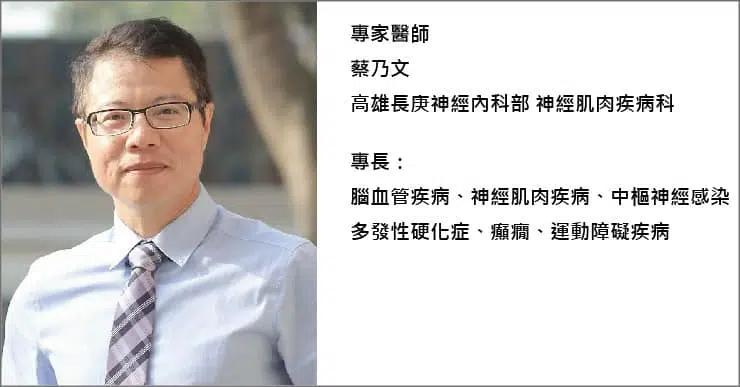 專家醫師
蔡乃文
高雄長庚神經內科部 神經肌肉疾病科
專長：
腦血管疾病、神經肌肉疾病、中樞神經感染
多發性硬化症、癲癇、運動障礙疾病